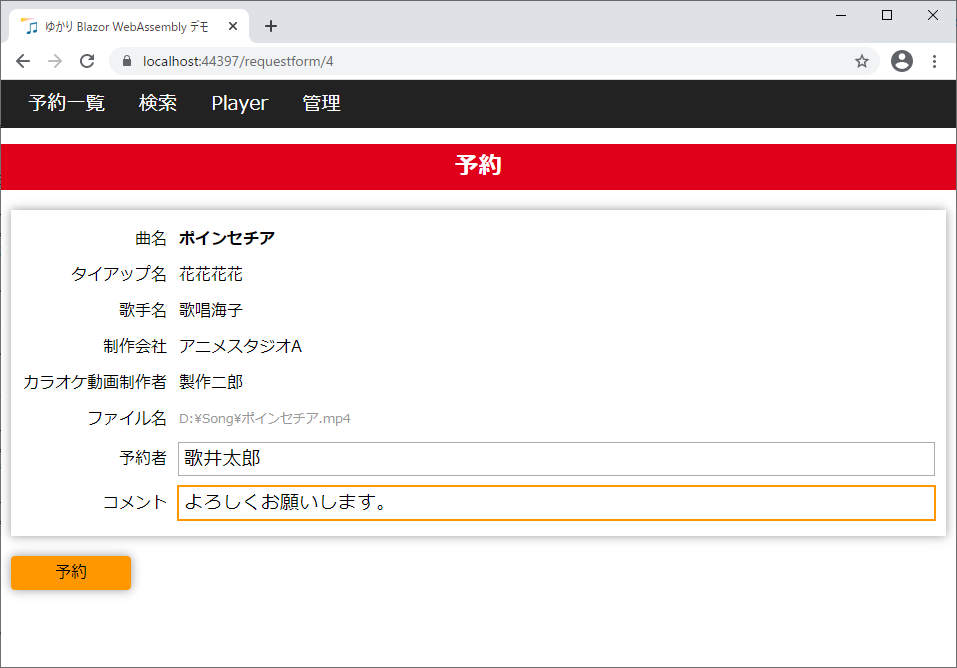 ゆかり Blazor WebAssembly デモ
localhost:44397/requestform/4
予約一覧 検索 Player 管理
予約
曲名 ポインセチア
タイアップ名 花花花花
歌手名 歌唱海子
制作会社 アニメスタジオA
カラオケ動画制作者 製作二郎
ファイル名 D:¥Song¥ポインセチア.mp4
予約者 歌井太郎
コメント よろしくお願いします。
予約